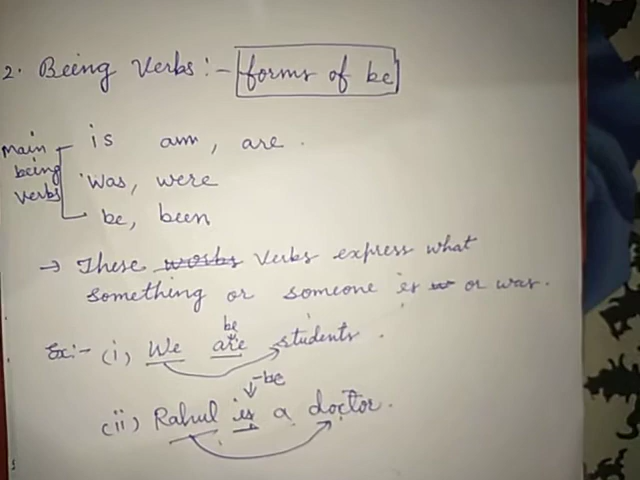 2. Being Verbs :- forms of be
Main being verbs
is am, are.
was, were
be, been
→ These works verbs express what
something or someone is or was.
Ex:- (i) We are students.
be
(ii) Rahul is a doctor.
-be